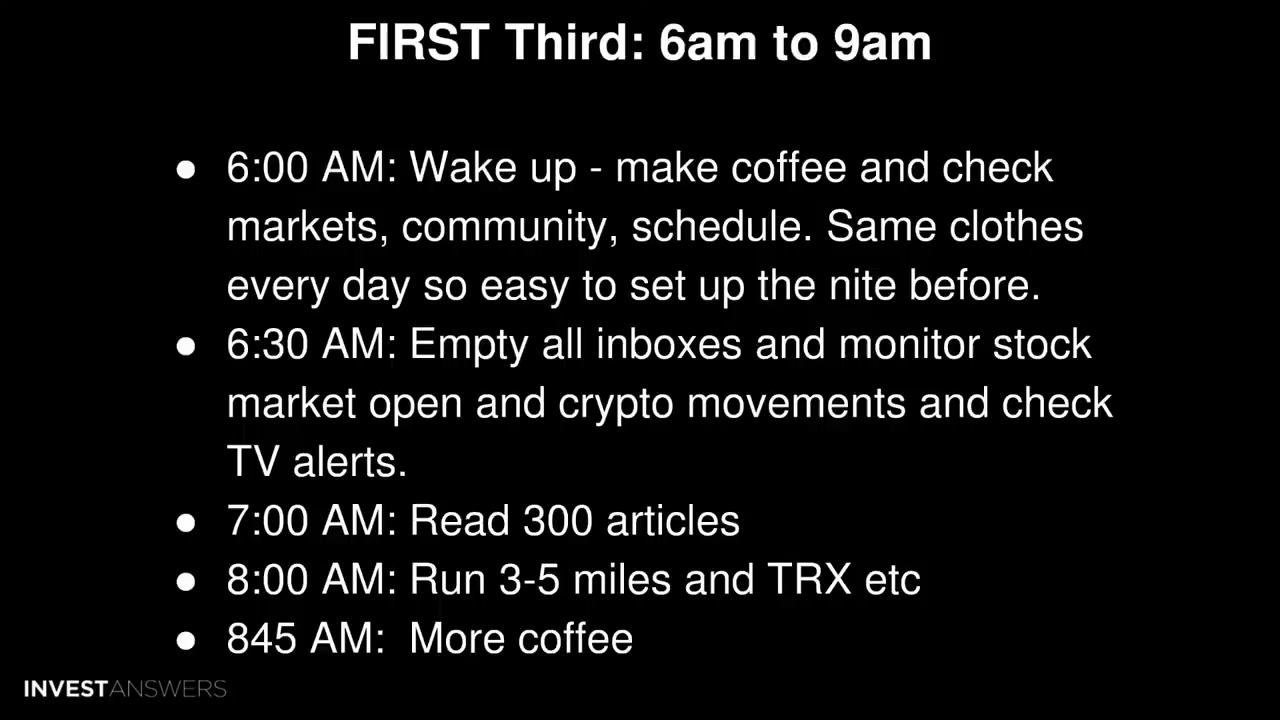 FIRST Third: 6am to 9am
● 6:00 AM: Wake up - make coffee and check
markets, community, schedule. Same clothes
every day so easy to set up the nite before.
● 6:30 AM: Empty all inboxes and monitor stock
market open and crypto movements and check
TV alerts.
● 7:00 AM: Read 300 articles
● 8:00 AM: Run 3-5 miles and TRX etc
● 845 AM:  More coffee
INVESTANSWERS